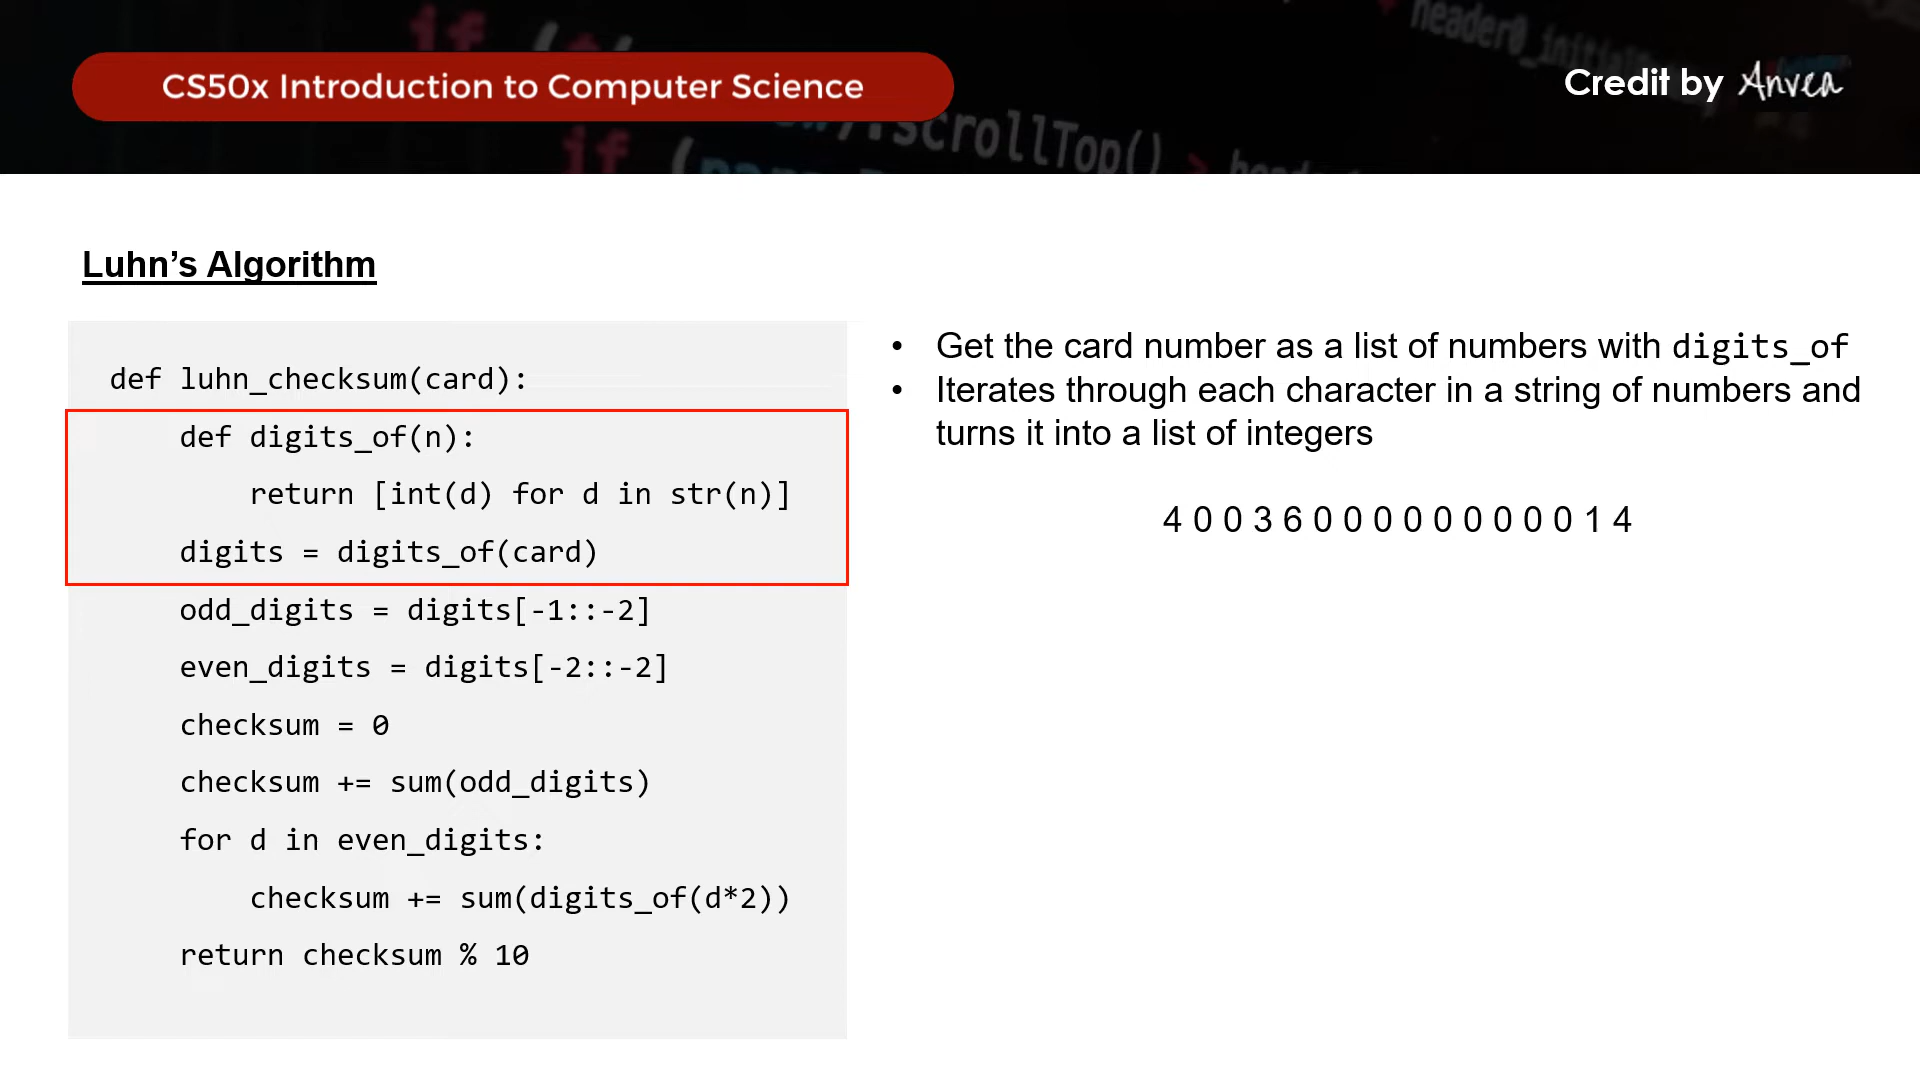 if (
header0_initial
CS50x Introduction to Computer Science
Credit by Anvea
.scrollTop() >
if (
Luhn’s Algorithm
def luhn_checksum(card):
def digits_of(n):
return [int(d) for d in str(n)]
digits = digits_of(card)
odd_digits = digits[-1::-2]
even_digits = digits[-2::-2]
checksum = 0
checksum += sum(odd_digits)
for d in even_digits:
checksum += sum(digits_of(d*2))
return checksum % 10
• Get the card number as a list of numbers with digits_of
• Iterates through each character in a string of numbers and
turns it into a list of integers
4 0 0 3 6 0 0 0 0 0 0 0 0 0 1 4